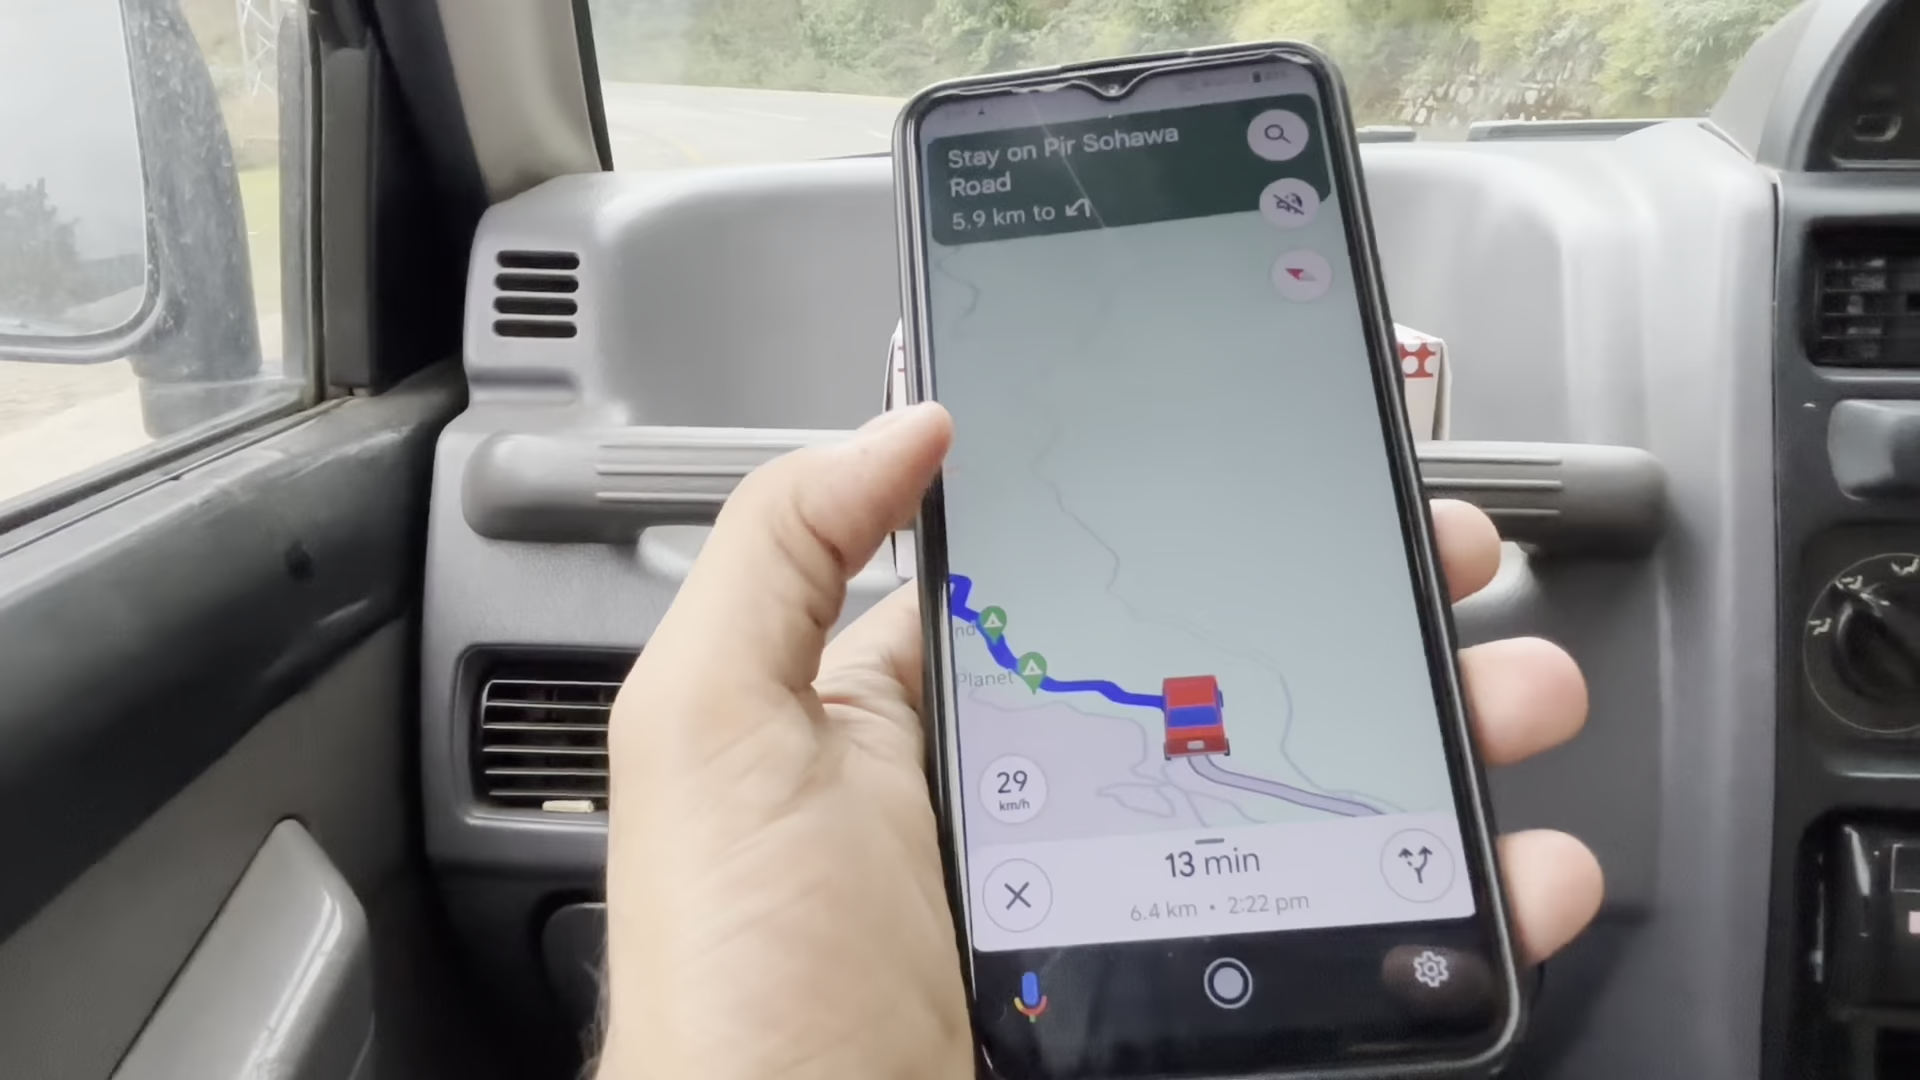 Stay on Pir Sohawa
Road
5.9 km to
nd
Planet
29
km/h
13 min
6.4 km • 2:22 pm